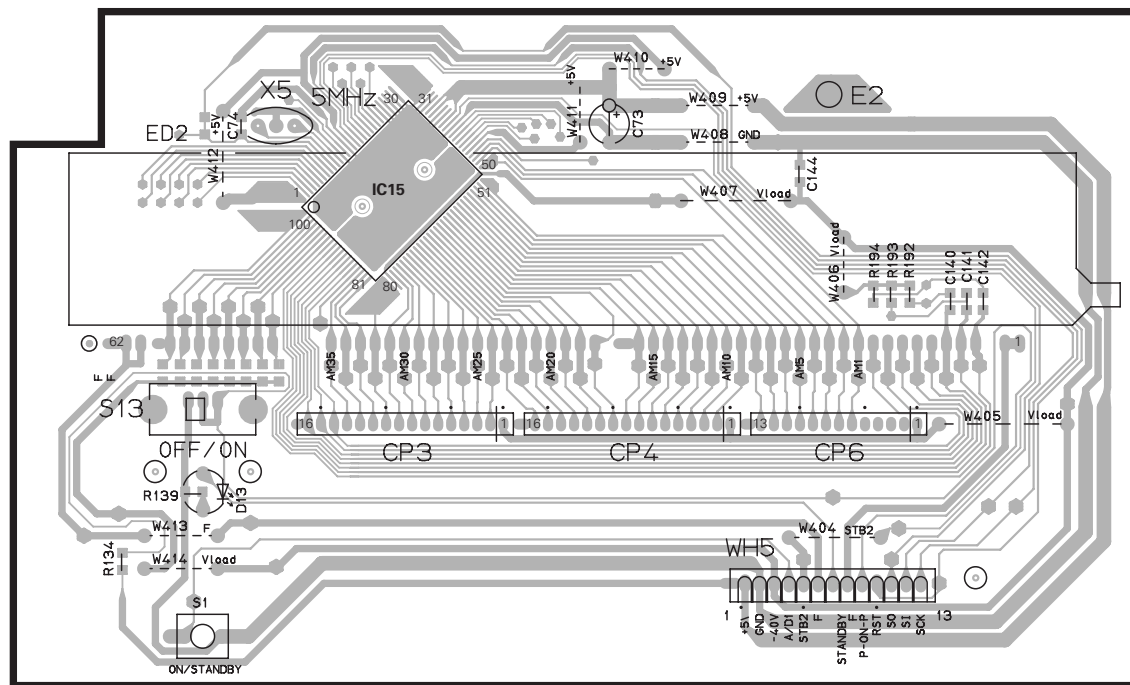 W410 +5V
X5
5MHz
30
31
+5V
W411
+
C73
W409 +5V
E2
ED2
+5V
C74
W412
W408 GND
C144
50
51
IC15
1
100
W407 Vload
81
80
Vload
W406
R194
R193
R192
C140
C141
C142
62
1
F F
AM35
AM30
AM25
AM20
AM15
AM10
AM5
AM1
S13
OFF/ON
16 1
CP3
16 1
CP4
13 1
CP6
W405 Vload
R139
D13
W413 F
R134
W414 Vload
W404 STB2
WH5
S1
ON/STANDBY
1 13
+5V
GND
-40V
A/D1
STB2
F
STANDBY
F
P-ON-P
RST
SO
SI
SCK